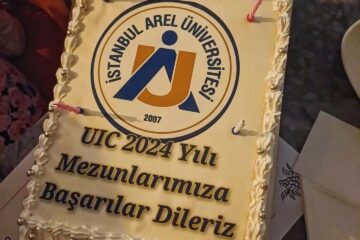 İSTANBUL AREL ÜNİVERSİTESİ
2007
UIC 2024 Yılı
Mezunlarımıza
Başarılar Dileriz